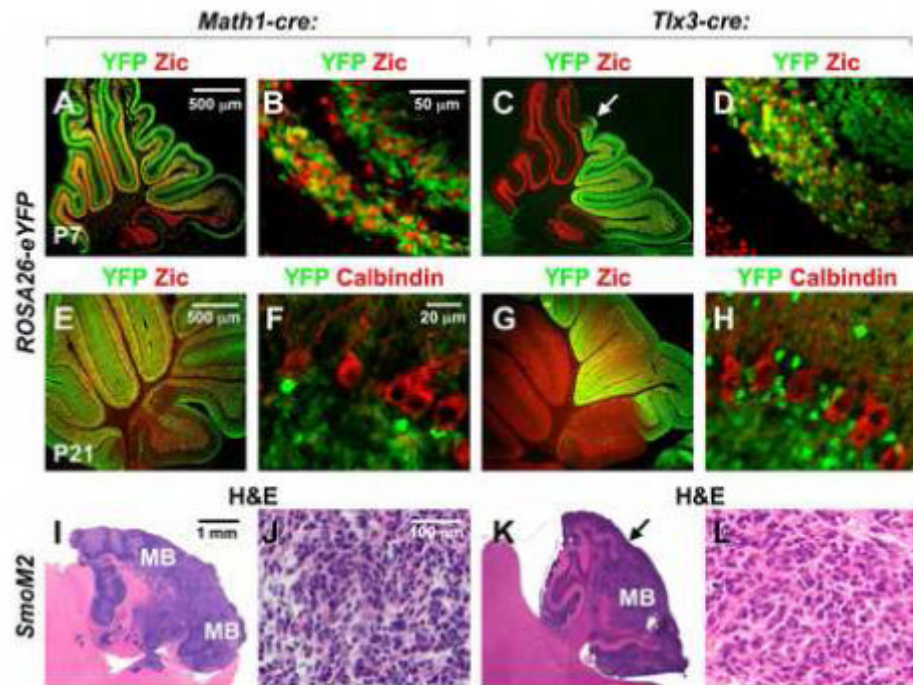 Math1-cre: Tlx3-cre:
YFP Zic YFP Zic YFP Zic YFP Zic
A 500 μm B 50 μm C D
ROSA26-eYFP
P7
YFP Zic YFP Calbindin YFP Zic YFP Calbindin
E 500 μm F 20 μm G H
P21
H&E H&E
I 1 mm J 100 μm K L
SmoM2
MB MB
MB